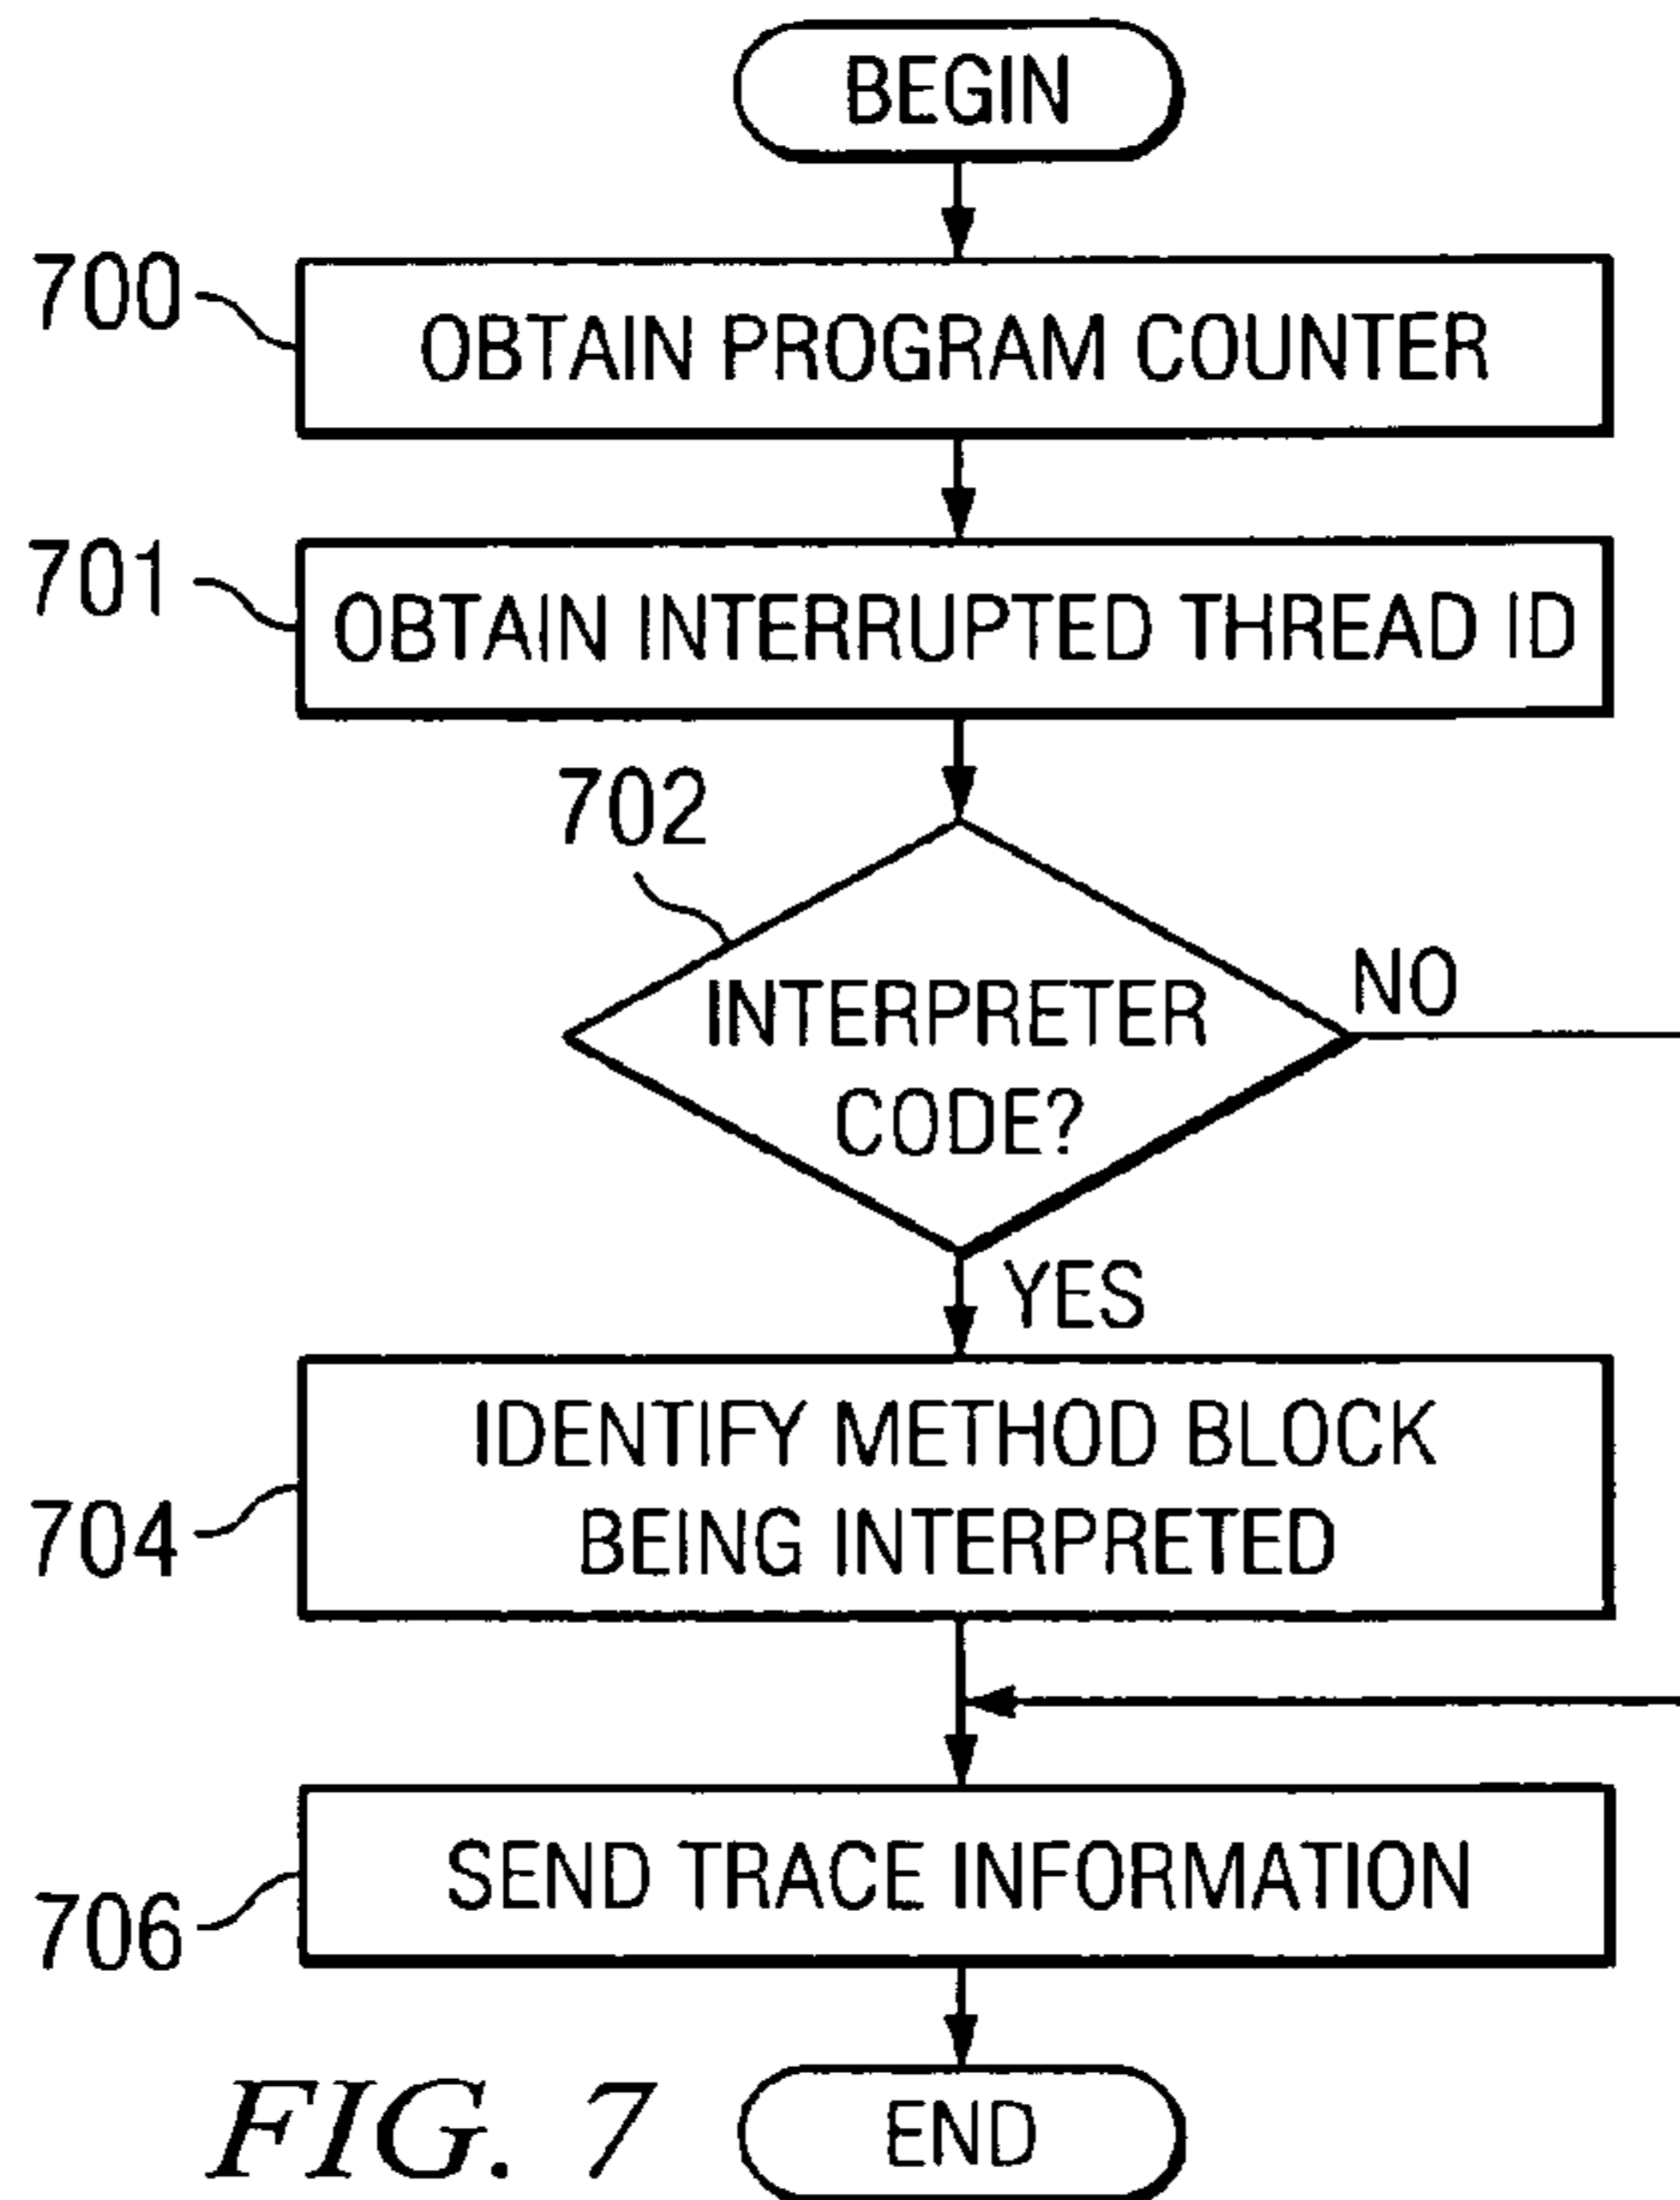 BEGIN
700
OBTAIN PROGRAM COUNTER
701
OBTAIN INTERRUPTED THREAD ID
702
INTERPRETER
CODE?
NO
YES
704
IDENTIFY METHOD BLOCK
BEING INTERPRETED
706
SEND TRACE INFORMATION
FIG. 7
END